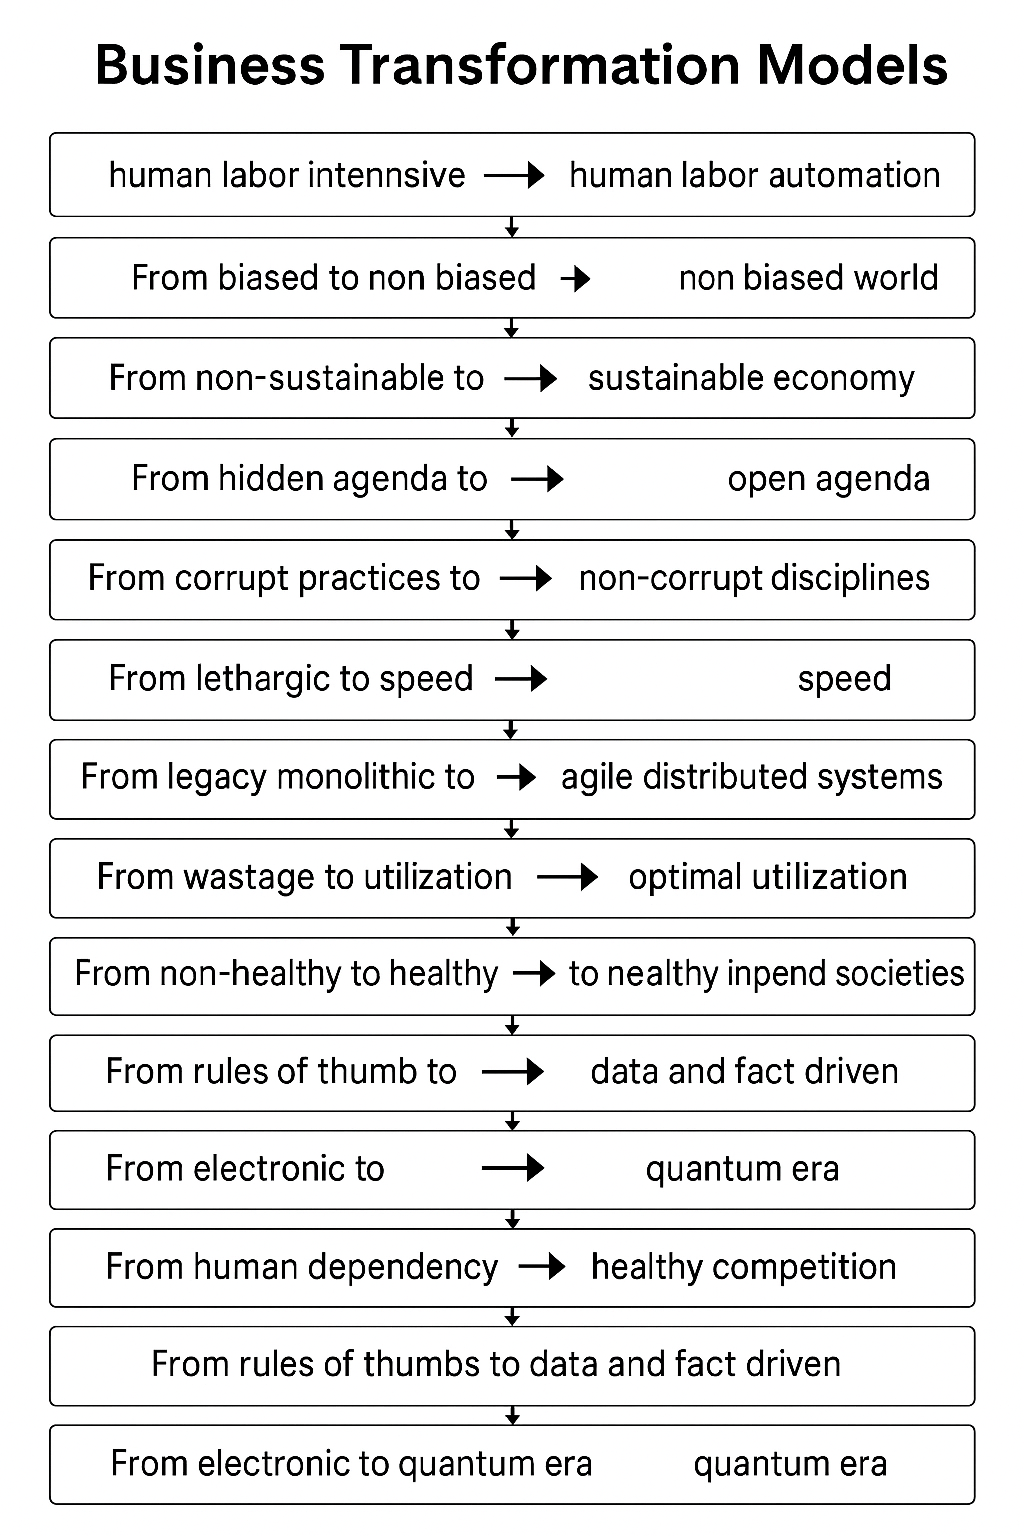 Business Transformation Models
human labor intennsive → human labor automation
From biased to non biased → non biased world
From non-sustainable to → sustainable economy
From hidden agenda to → open agenda
From corrupt practices to → non-corrupt disciplines
From lethargic to speed → speed
From legacy monolithic to → agile distributed systems
From wastage to utilization → optimal utilization
From non-healthy to healthy → to nealthy inpend societies
From rules of thumb to → data and fact driven
From electronic to → quantum era
From human dependency → healthy competition
From rules of thumbs to data and fact driven
From electronic to quantum era quantum era